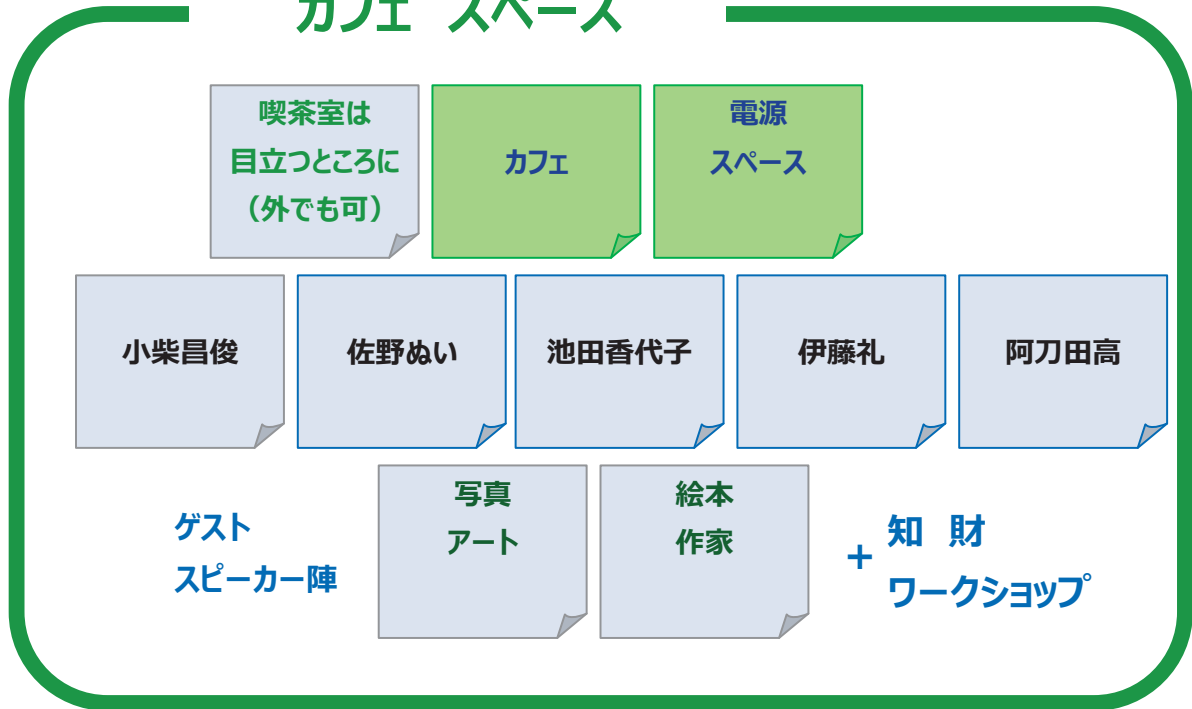 カフェ スペース
喫茶室は
目立つところに
（外でも可）
カフェ
電源
スペース
小柴昌俊
佐野ぬい
池田香代子
伊藤礼
阿刀田高
ゲスト
スピーカー陣
写真
アート
絵本
作家
+
知 財
ワークショップ